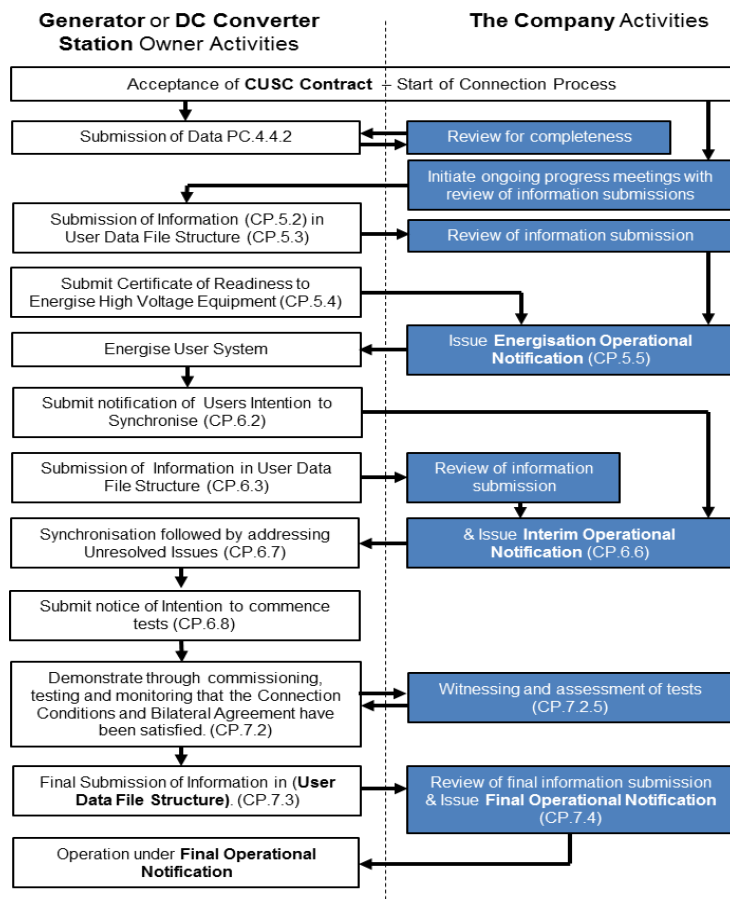 Generator or DC Converter
Station Owner Activities
The Company Activities
Acceptance of CUSC Contract – Start of Connection Process
Submission of Data PC.4.4.2
Review for completeness
Initiate ongoing progress meetings with
review of information submissions
Submission of Information (CP.5.2) in
User Data File Structure (CP.5.3)
Review of information submission
Submit Certificate of Readiness to
Energise High Voltage Equipment (CP.5.4)
Issue Energisation Operational
Notification (CP.5.5)
Energise User System
Submit notification of Users Intention to
Synchronise (CP.6.2)
Submission of Information in User Data
File Structure (CP.6.3)
Review of information
submission
Synchronisation followed by addressing
Unresolved Issues (CP.6.7)
& Issue Interim Operational
Notification (CP.6.6)
Submit notice of Intention to commence
tests (CP.6.8)
Demonstrate through commissioning,
testing and monitoring that the Connection
Conditions and Bilateral Agreement have
been satisfied. (CP.7.2)
Witnessing and assessment of tests
(CP.7.2.5)
Final Submission of Information in (User
Data File Structure). (CP.7.3)
Review of final information submission
& Issue Final Operational Notification
(CP.7.4)
Operation under Final Operational
Notification